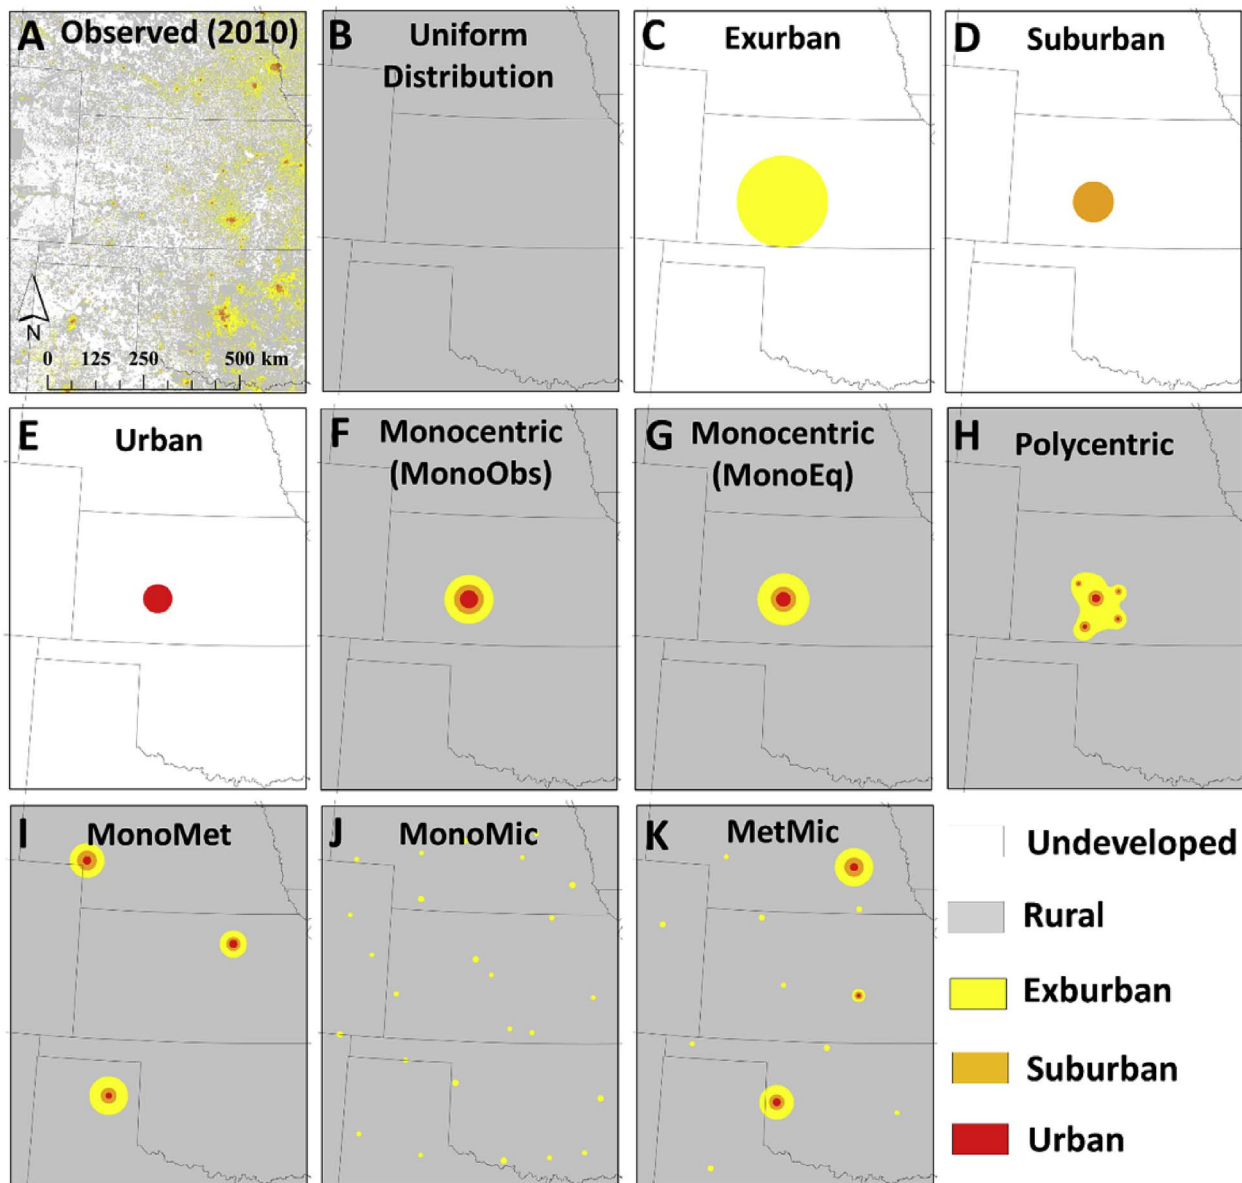 A Observed (2010)
N
0 125 250 500 km
B Uniform
Distribution
C Exurban
D Suburban
E Urban
F Monocentric
(MonoObs)
G Monocentric
(MonoEq)
H Polycentric
I MonoMet
J MonoMic
K MetMic
Undeveloped
Rural
Exburban
Suburban
Urban